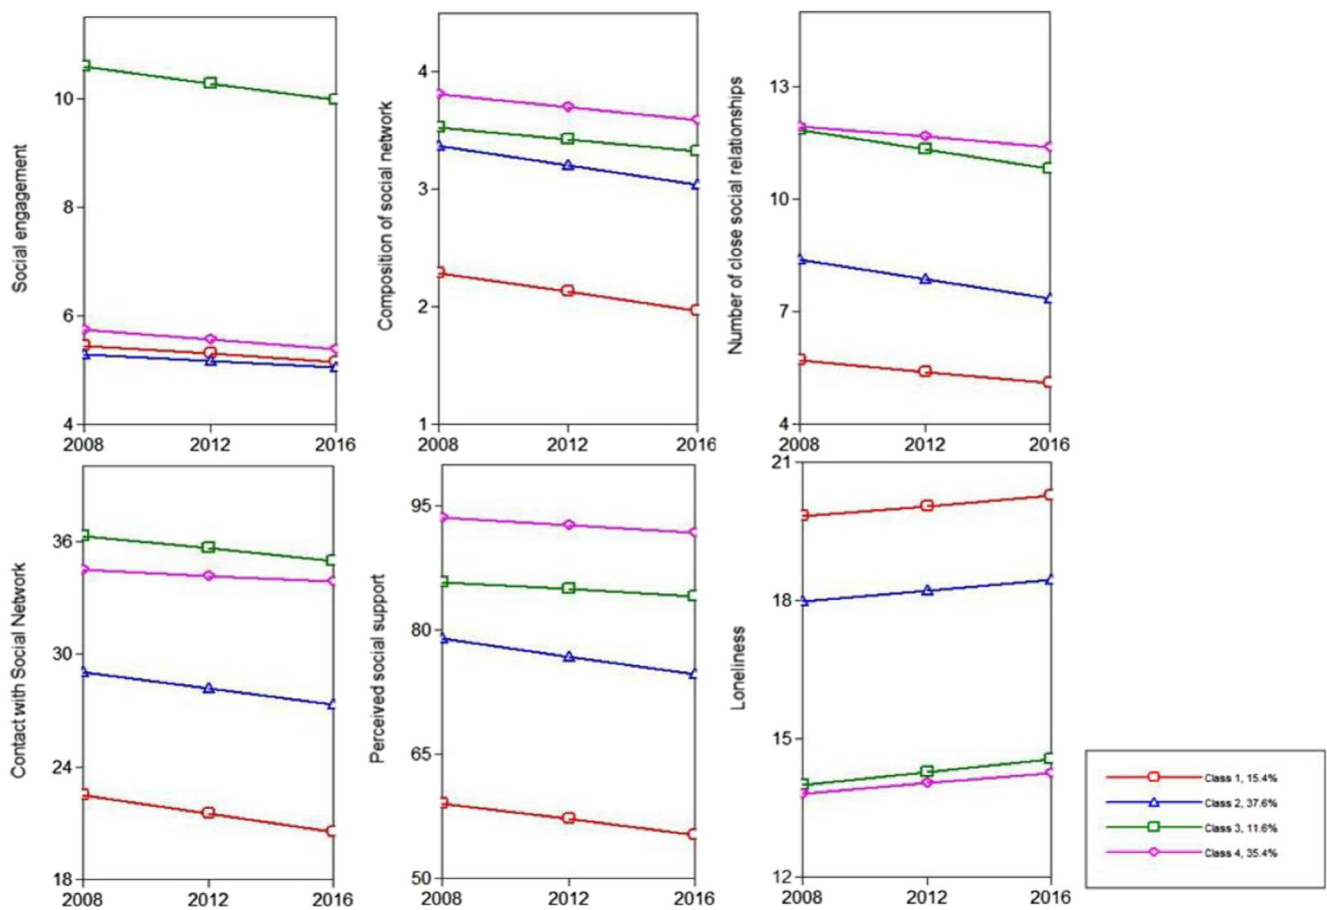 Social engagement
10
8
6
4
2008 2012 2016
Composition of social network
4
3
2
1
2008 2012 2016
Number of close social relationships
13
10
7
4
2008 2012 2016
Contact with Social Network
36
30
24
18
2008 2012 2016
Perceived social support
95
80
65
50
2008 2012 2016
Loneliness
21
18
15
12
2008 2012 2016
Class 1, 15.4%
Class 2, 37.6%
Class 3, 11.6%
Class 4, 35.4%